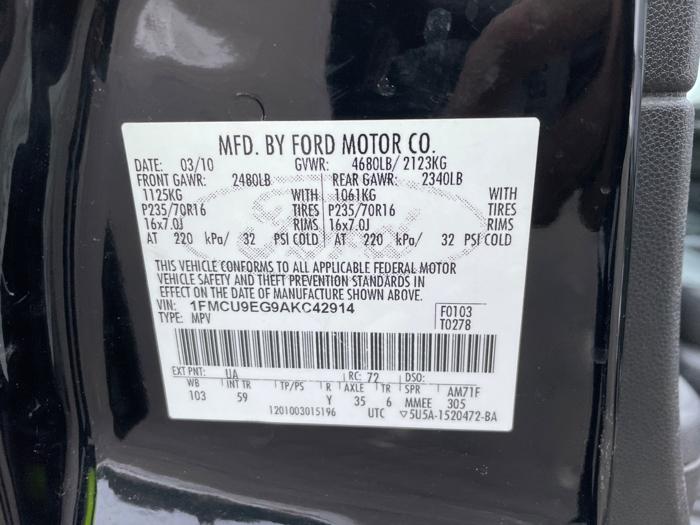 MFD. BY FORD MOTOR CO.
DATE: 03/10 GVWR: 4680LB/ 2123KG
FRONT GAWR: 2480LB REAR GAWR: 2340LB
1125KG WITH 1061KG WITH
P235/70R16 TIRES P235/70R16 TIRES
16x7.0J RIMS 16x7.0J RIMS
AT 220 kPa/ 32 PSI COLD AT 220 kPa/ 32 PSI COLD
THIS VEHICLE CONFORMS TO ALL APPLICABLE FEDERAL MOTOR
VEHICLE SAFETY AND THEFT PREVENTION STANDARDS IN
EFFECT ON THE DATE OF MANUFACTURE SHOWN ABOVE.
VIN: 1FMCU9EG9AKC42914 F0103
TYPE: MPV T0278
EXT PNT: UA RC: 72 DSO:
WB INT TR TP/PS R AXLE TR SPR AM71F
103 59 Y 35 6 MMEE 305
1201003015196 UTC ▽5U5A-1520472-BA